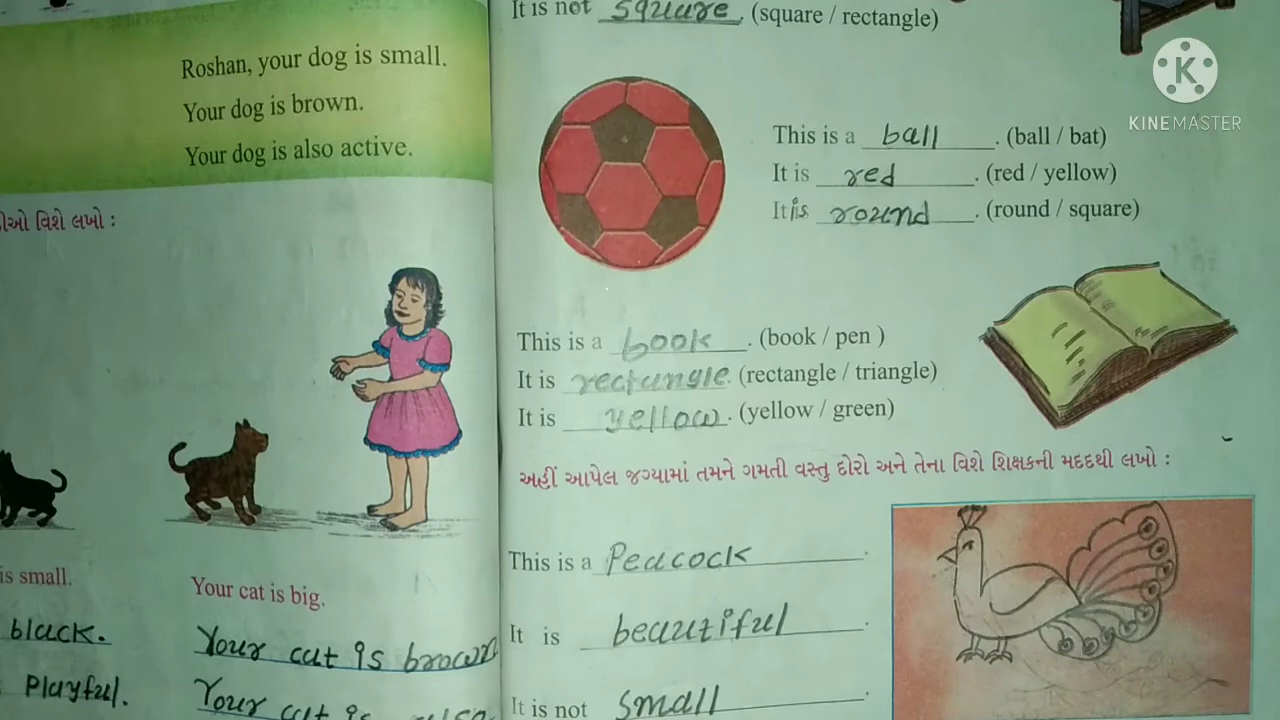 Roshan, your dog is small.
Your dog is brown.
Your dog is also active.
વિશે લખો :
is small.
black.
Playful.
Your cat is big.
Your cat is brown
Your cat is
It is not square. (square / rectangle)
This is a ball. (ball / bat)
It is red. (red / yellow)
It is round. (round / square)
This is a book. (book / pen )
It is rectangle. (rectangle / triangle)
It is yellow. (yellow / green)
અહીં આપેલ જગ્યામાં તમને ગમતી વસ્તુ દોરો અને તેના વિશે શિક્ષકની મદદથી લખો :
This is a Peacock.
It is beautiful.
It is not small.
K
KINEMASTER